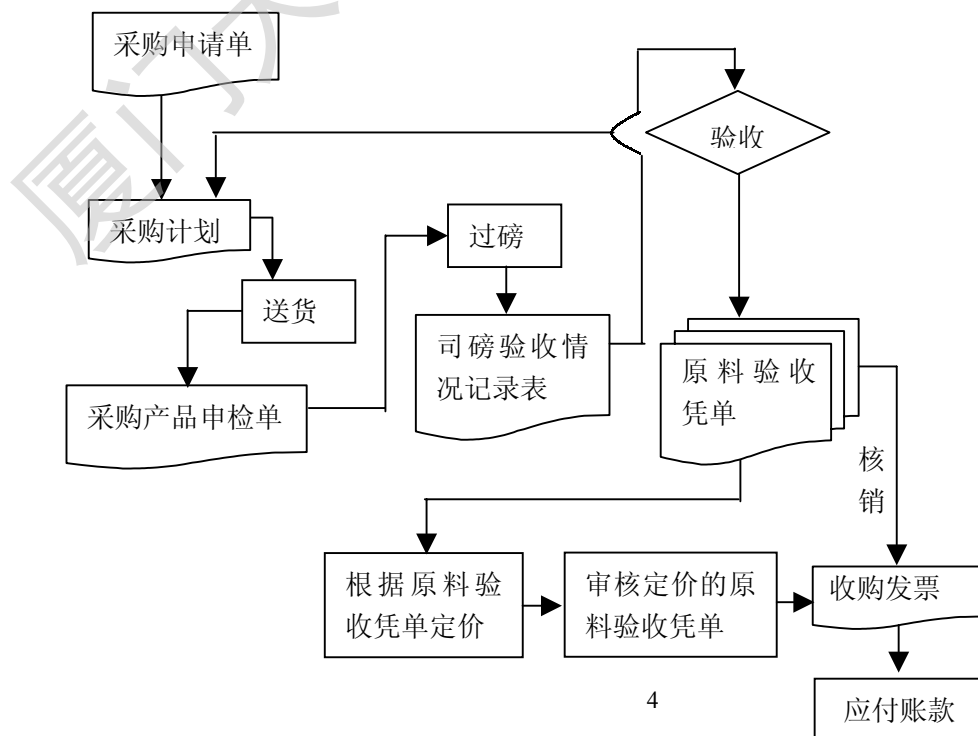 采购申请单
验收
采购计划
过磅
送货
司磅验收情
况记录表
原料验收
凭单
采购产品申检单
核
销
根据原料验
收凭单定价
审核定价的原
料验收凭单
收购发票
4
应付账款
厦门大